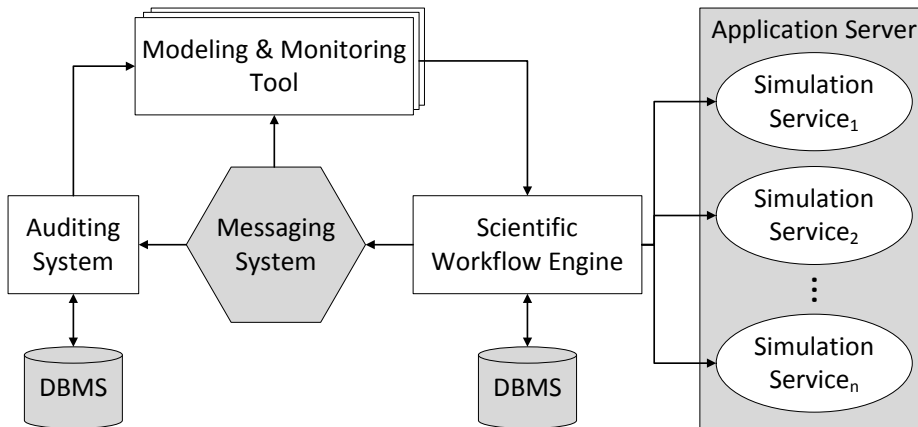 Modeling & Monitoring
Tool
Application Server
Simulation
Service₁
Auditing
System
Messaging
System
Scientific
Workflow Engine
Simulation
Service₂
⋮
DBMS
DBMS
Simulation
Serviceₙ